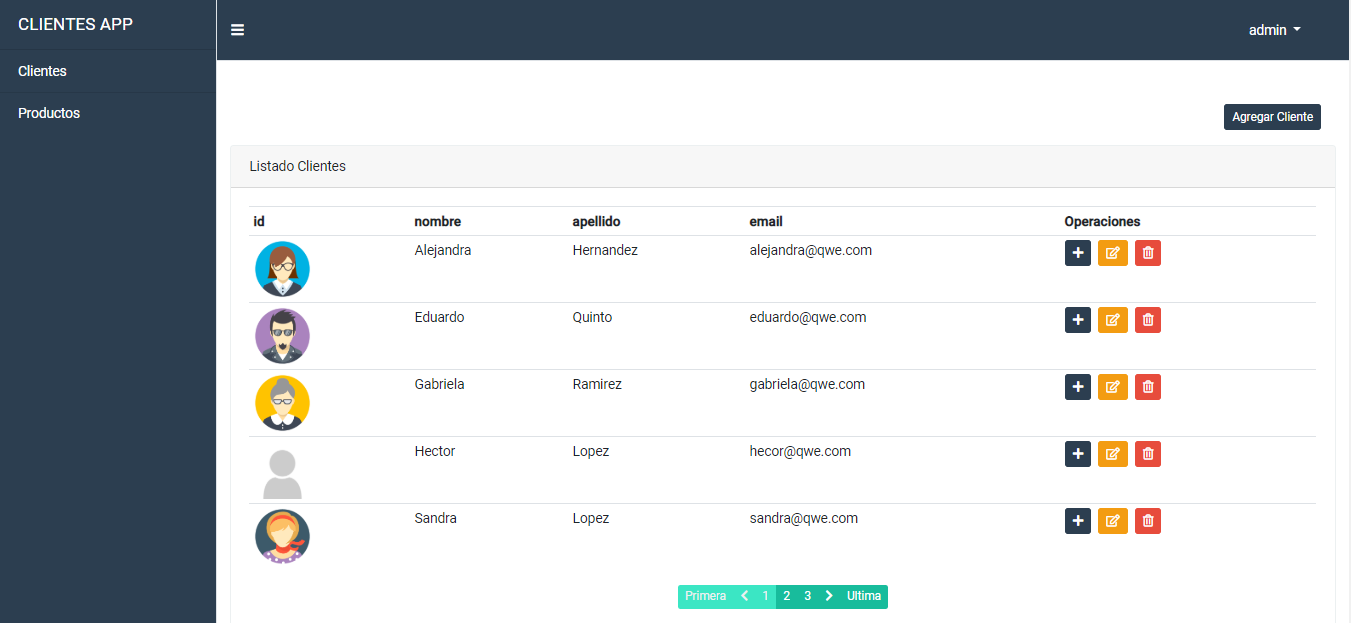 CLIENTES APP
admin
Clientes
Productos
Agregar Cliente
Listado Clientes
id nombre apellido email Operaciones
Alejandra Hernandez alejandra@qwe.com
Eduardo Quinto eduardo@qwe.com
Gabriela Ramirez gabriela@qwe.com
Hector Lopez hecor@qwe.com
Sandra Lopez sandra@qwe.com
Primera 1 2 3 Ultima